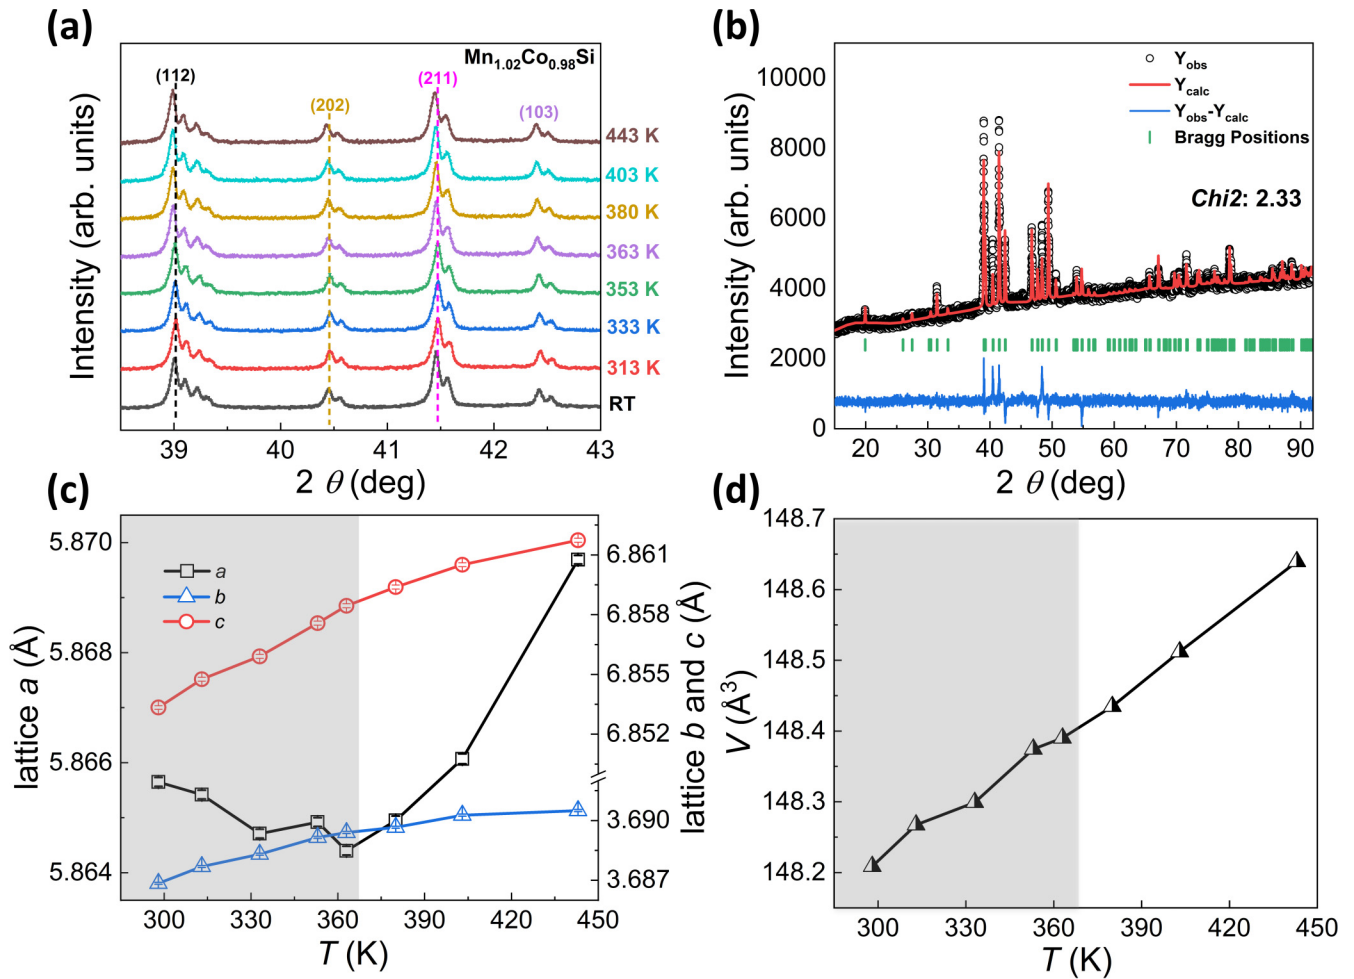 (a)
Mn1.02Co0.98Si
(112)
(202)
(211)
(103)
443 K
403 K
380 K
363 K
353 K
333 K
313 K
RT
Intensity (arb. units)
39
40
41
42
43
2 θ (deg)
(b)
Yobs
Ycalc
Yobs-Ycalc
Bragg Positions
Chi2: 2.33
Intensity (arb. units)
10000
8000
6000
4000
2000
0
20
30
40
50
60
70
80
90
2 θ (deg)
(c)
a
b
c
lattice a (Å)
5.870
5.868
5.866
5.864
6.861
6.858
6.855
6.852
3.690
3.687
lattice b and c (Å)
300
330
360
390
420
450
T (K)
(d)
V (Å3)
148.7
148.6
148.5
148.4
148.3
148.2
300
330
360
390
420
450
T (K)